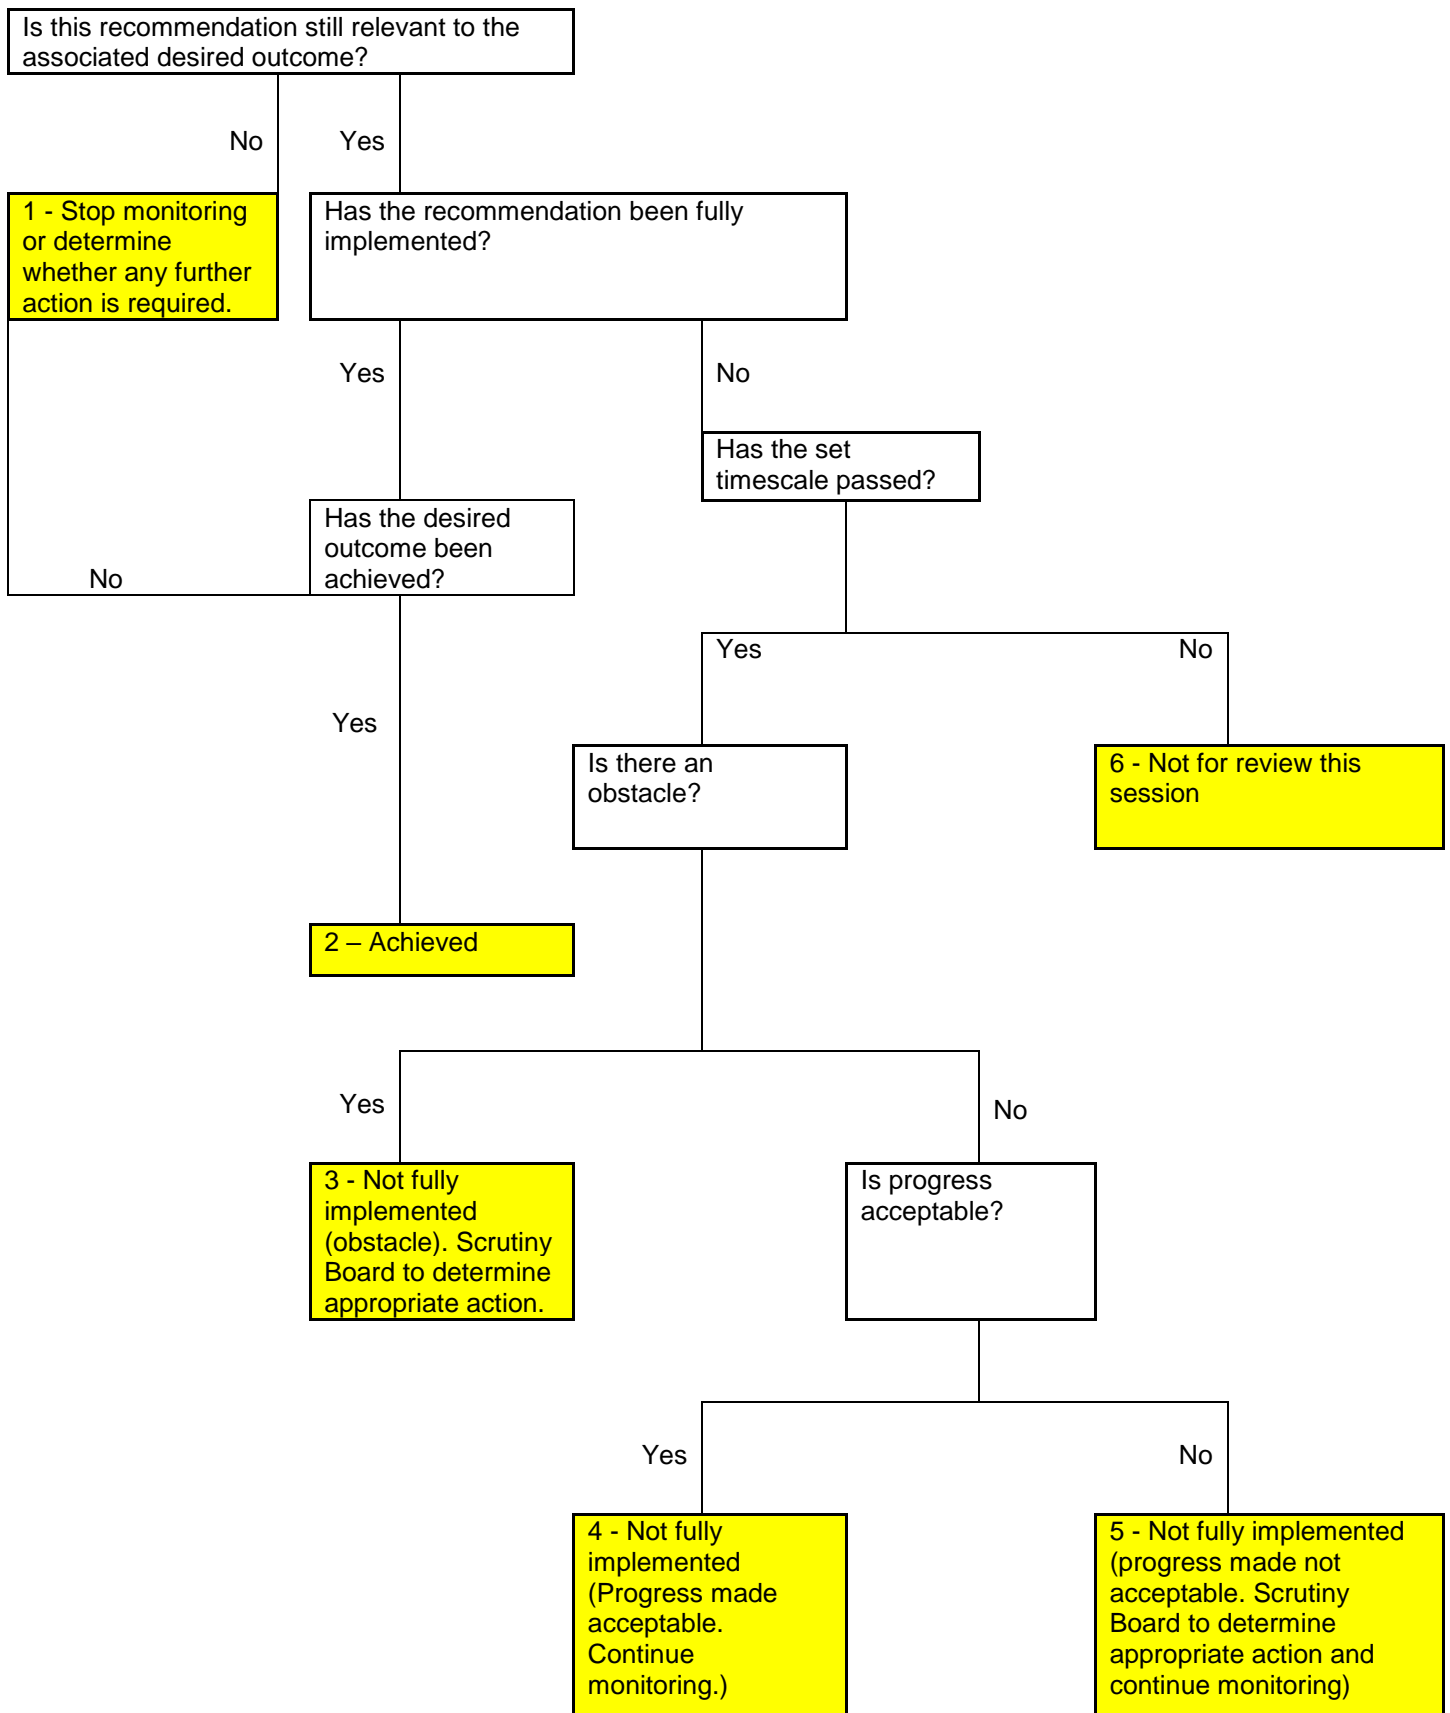 Is this recommendation still relevant to the
associated desired outcome?
No
Yes
1 - Stop monitoring
or determine
whether any further
action is required.
Has the recommendation been fully
implemented?
Yes
No
Has the set
timescale passed?
Has the desired
outcome been
achieved?
No
Yes
No
Yes
Is there an
obstacle?
6 - Not for review this
session
2 – Achieved
Yes
No
3 - Not fully
implemented
(obstacle). Scrutiny
Board to determine
appropriate action.
Is progress
acceptable?
Yes
No
4 - Not fully
implemented
(Progress made
acceptable.
Continue
monitoring.)
5 - Not fully implemented
(progress made not
acceptable. Scrutiny
Board to determine
appropriate action and
continue monitoring)